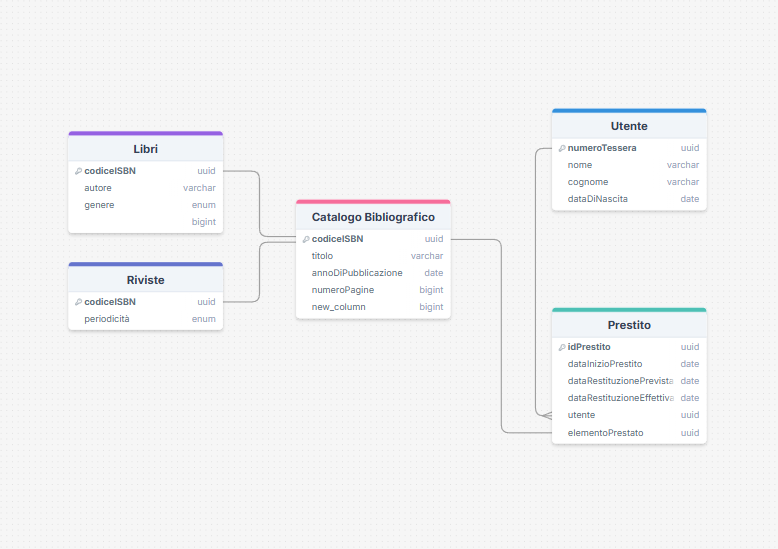 Libri
codiceISBN uuid
autore varchar
genere enum
bigint
Riviste
codiceISBN uuid
periodicità enum
Catalogo Bibliografico
codiceISBN uuid
titolo varchar
annoDiPubblicazione date
numeroPagine bigint
new_column bigint
Utente
numeroTessera uuid
nome varchar
cognome varchar
dataDiNascita date
Prestito
idPrestito uuid
dataInizioPrestito date
dataRestituzionePrevista date
dataRestituzioneEffettiva date
utente uuid
elementoPrestato uuid